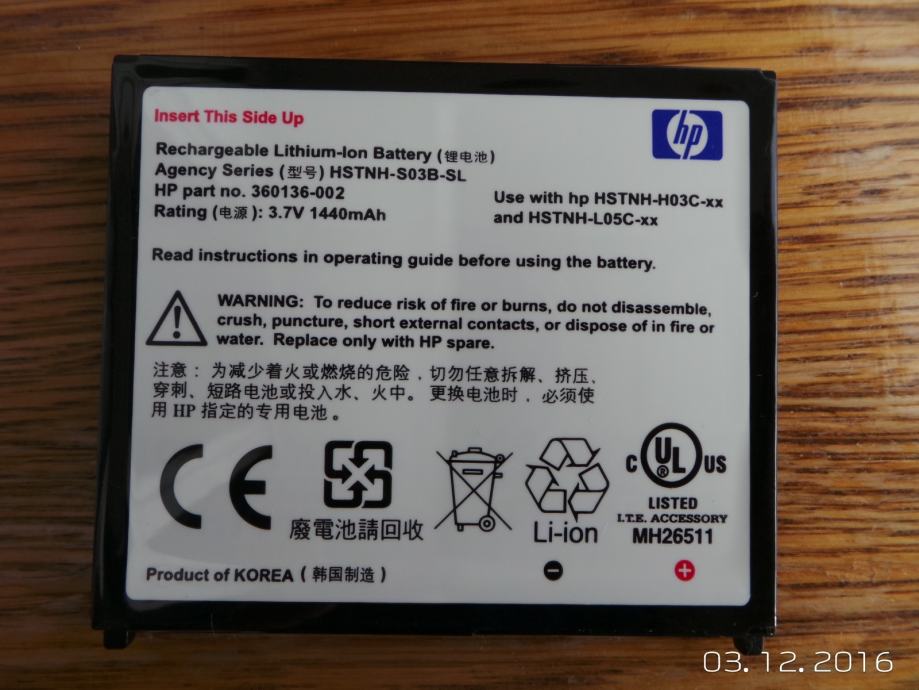 Insert This Side Up
hp
Rechargeable Lithium-Ion Battery (锂电池)
Agency Series (型号) HSTNH-S03B-SL
HP part no. 360136-002
Rating (电源): 3.7V 1440mAh
Use with hp HSTNH-H03C-xx
and HSTNH-L05C-xx
Read instructions in operating guide before using the battery.
WARNING: To reduce risk of fire or burns, do not disassemble,
crush, puncture, short external contacts, or dispose of in fire or
water. Replace only with HP spare.
注意: 为减少着火或燃烧的危险, 切勿任意拆解、挤压、
穿刺、短路电池或投入水、火中。更换电池时, 必须使
用 HP 指定的专用电池。
CE
廢電池請回收
Li-ion
c UL ® US
LISTED
I.T.E. ACCESSORY
MH26511
Product of KOREA (韩国制造)
03.12.2016